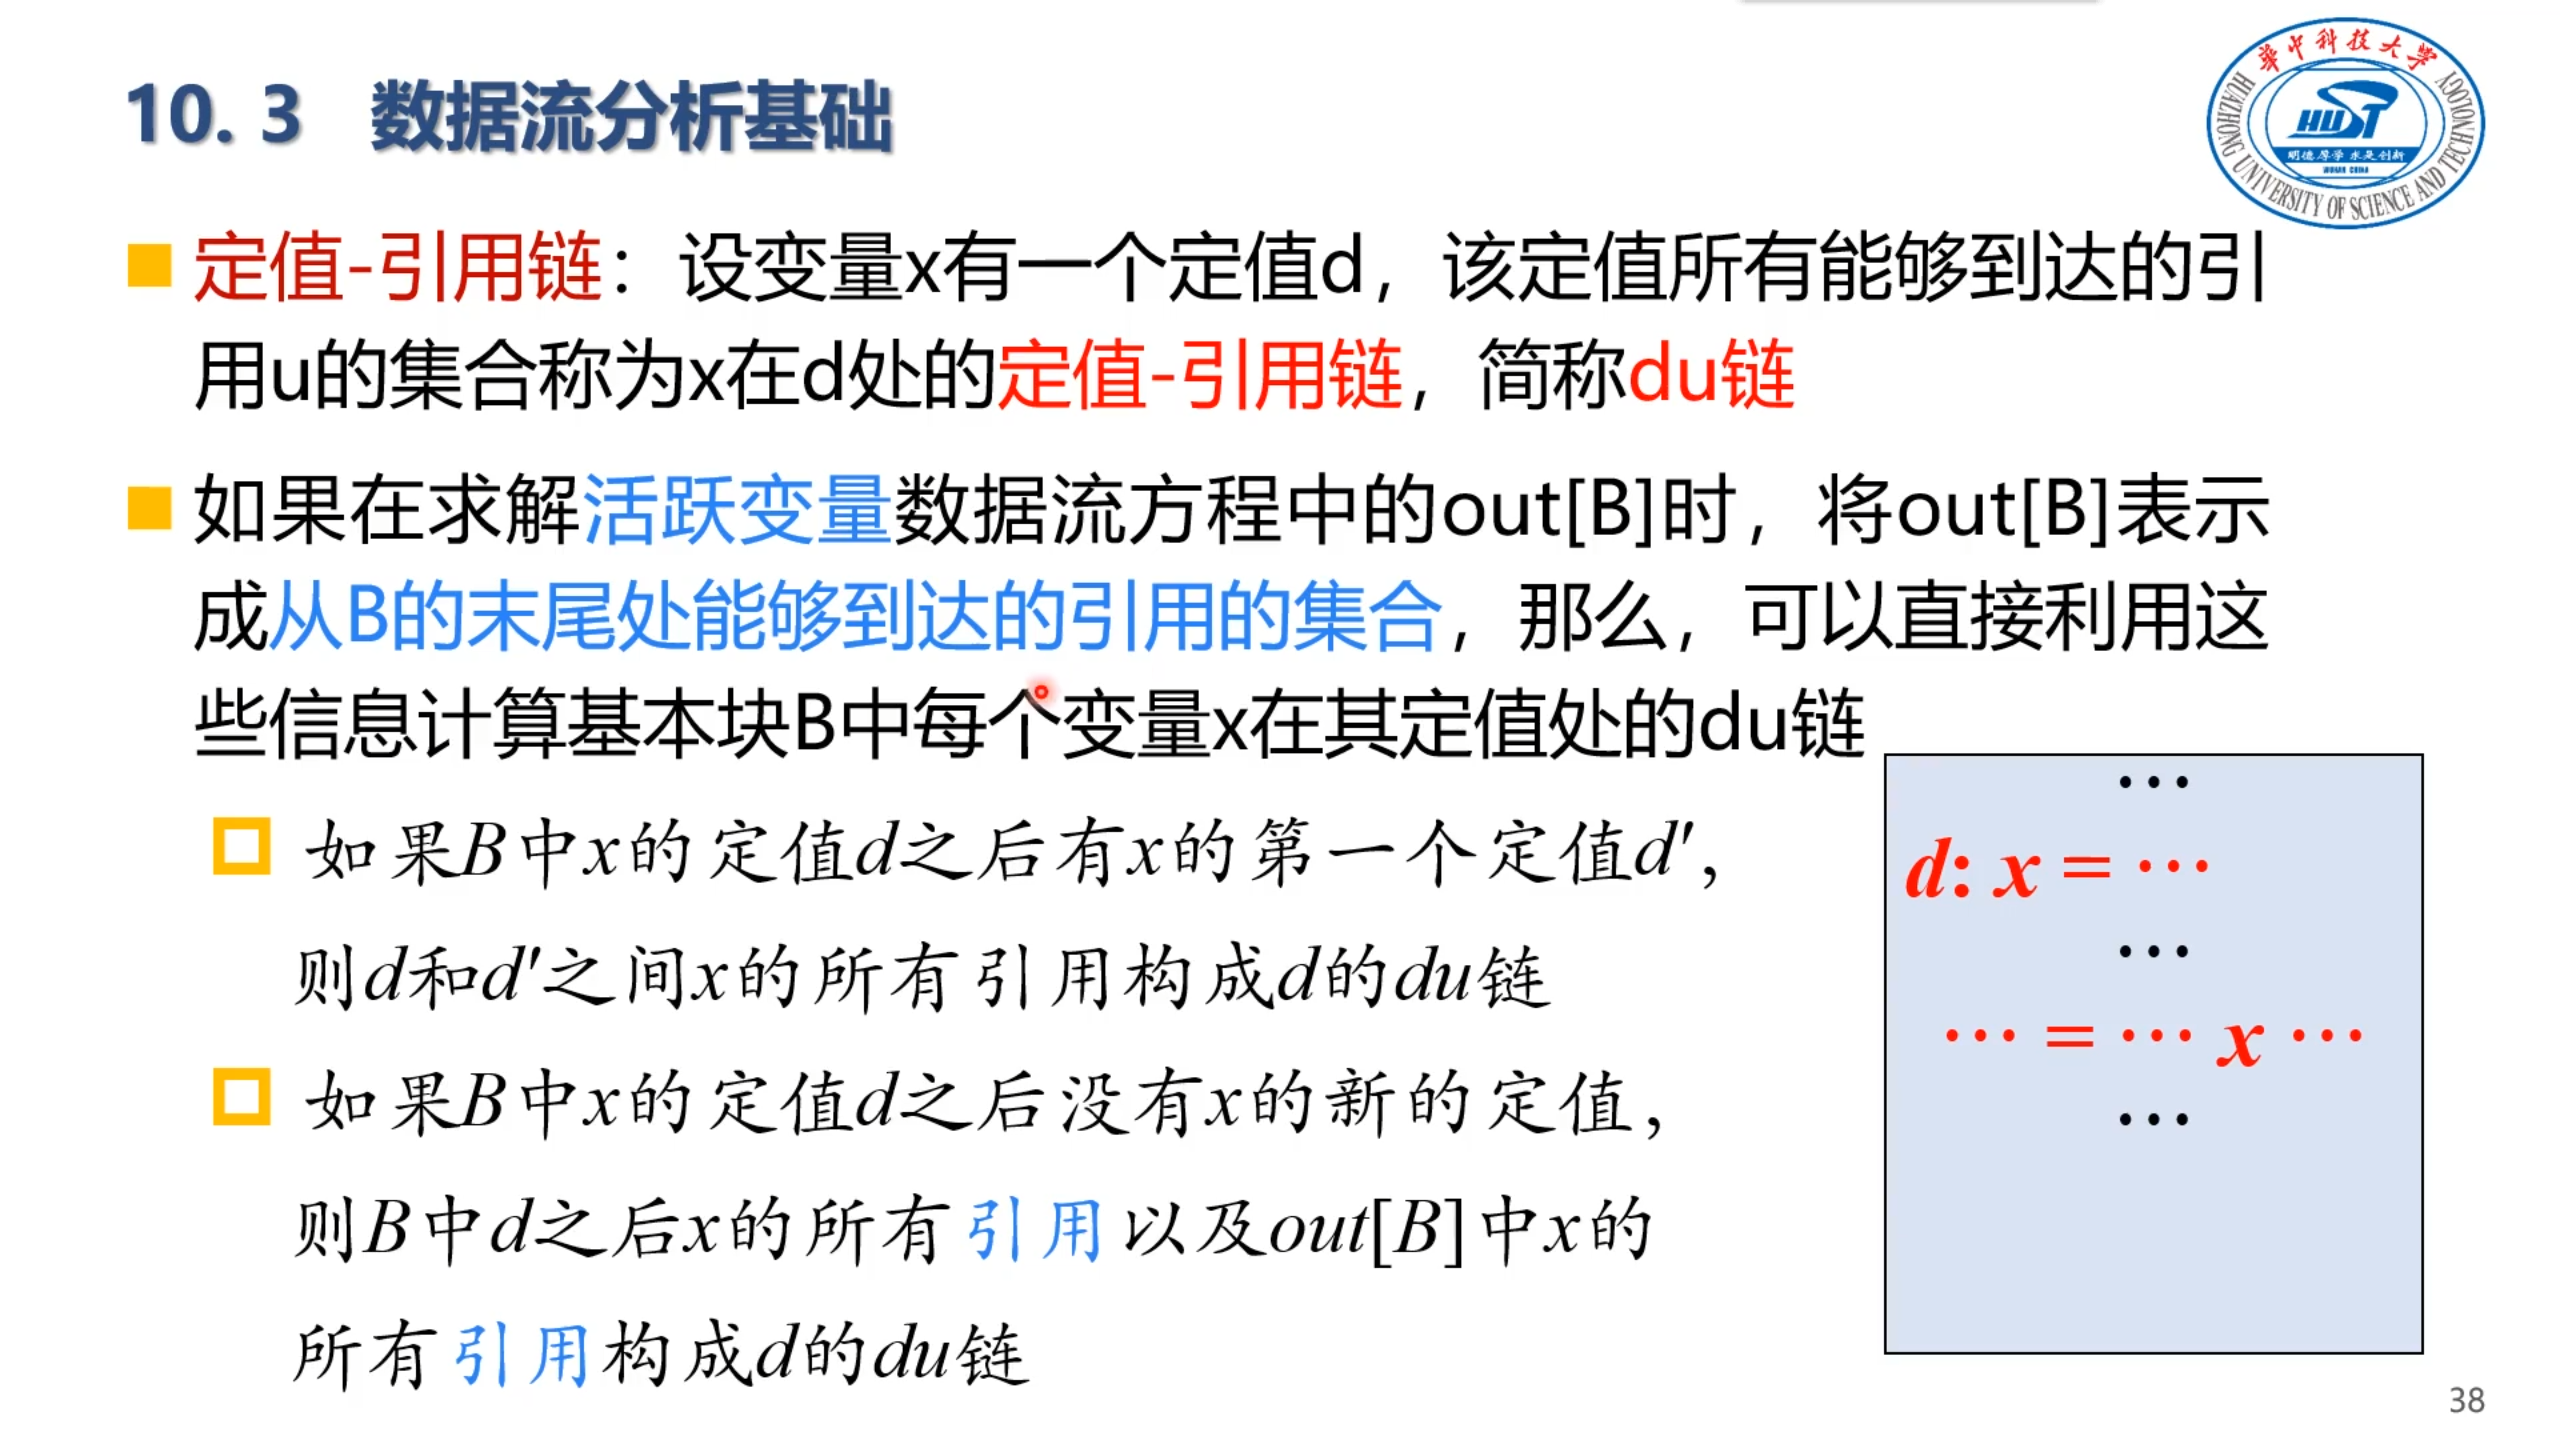 10. 3 数据流分析基础
華中科技大学
HUAZHONG UNIVERSITY OF SCIENCE AND TECHNOLOGY
HUST
明德厚学 求是创新
WUHAN CHINA
定值-引用链：设变量x有一个定值d，该定值所有能够到达的引
用u的集合称为x在d处的定值-引用链，简称du链
如果在求解活跃变量数据流方程中的out[B]时，将out[B]表示
成从B的末尾处能够到达的引用的集合，那么，可以直接利用这
些信息计算基本块B中每个变量x在其定值处的du链
如果B中x的定值d之后有x的第一个定值d′，
则d和d′之间x的所有引用构成d的du链
如果B中x的定值d之后没有x的新的定值，
则B中d之后x的所有引用以及out[B]中x的
所有引用构成d的du链
…
d: x = …
…
… = … x …
…
38